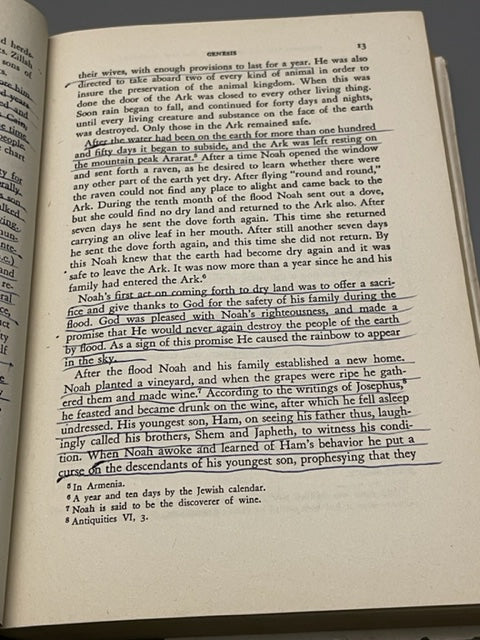 GENESIS 13
their wives, with enough provisions to last for a year. He was also
directed to take aboard two of every kind of animal in order to
insure the preservation of the animal kingdom. When this was
done the door of the Ark was closed to every other living thing.
Soon rain began to fall, and continued for forty days and nights,
until every living creature and substance on the face of the earth
was destroyed. Only those in the Ark remained safe.
After the water had been on the earth for more than one hundred
and fifty days it began to subside, and the Ark was left resting on
the mountain peak Ararat.⁵ After a time Noah opened the window
and sent forth a raven, as he desired to learn whether there were
any other part of the earth yet dry. After flying "round and round,"
the raven could not find any place to alight and came back to the
Ark. During the tenth month of the flood Noah sent out a dove,
but she could find no dry land and returned to the Ark also. After
seven days he sent the dove forth again. This time she returned
carrying an olive leaf in her mouth. After still another seven days
he sent the dove forth again, and this time she did not return. By
this Noah knew that the earth had become dry again and it was
safe to leave the Ark. It was now more than a year since he and his
family had entered the Ark.⁶
Noah's first act on coming forth to dry land was to offer a sacri-
fice and give thanks to God for the safety of his family during the
flood. God was pleased with Noah's righteousness, and made a
promise that He would never again destroy the people of the earth
by flood. As a sign of this promise He caused the rainbow to appear
in the sky.
After the flood Noah and his family established a new home.
Noah planted a vineyard, and when the grapes were ripe he gath-
ered them and made wine.⁷ According to the writings of Josephus,⁸
he feasted and became drunk on the wine, after which he fell asleep
undressed. His youngest son, Ham, on seeing his father thus, laugh-
ingly called his brothers, Shem and Japheth, to witness his condi-
tion. When Noah awoke and learned of Ham's behavior he put a
curse on the descendants of his youngest son, prophesying that they
⁵ In Armenia.
⁶ A year and ten days by the Jewish calendar.
⁷ Noah is said to be the discoverer of wine.
⁸ Antiquities VI, 3.